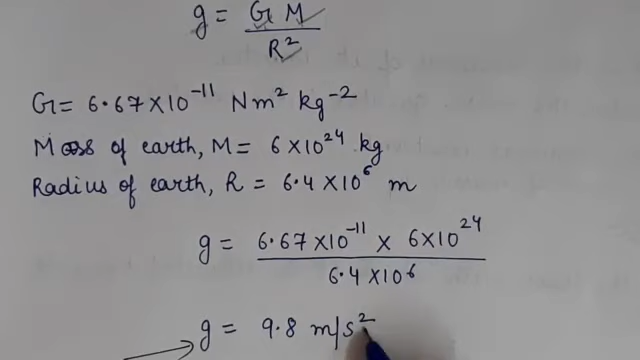 g = G M / R²
G = 6.67 × 10⁻¹¹ Nm² kg⁻²
Mass of earth, M = 6 × 10²⁴ kg
Radius of earth, R = 6.4 × 10⁶ m
g = 6.67 × 10⁻¹¹ × 6 × 10²⁴ / 6.4 × 10⁶
g = 9.8 m/s²